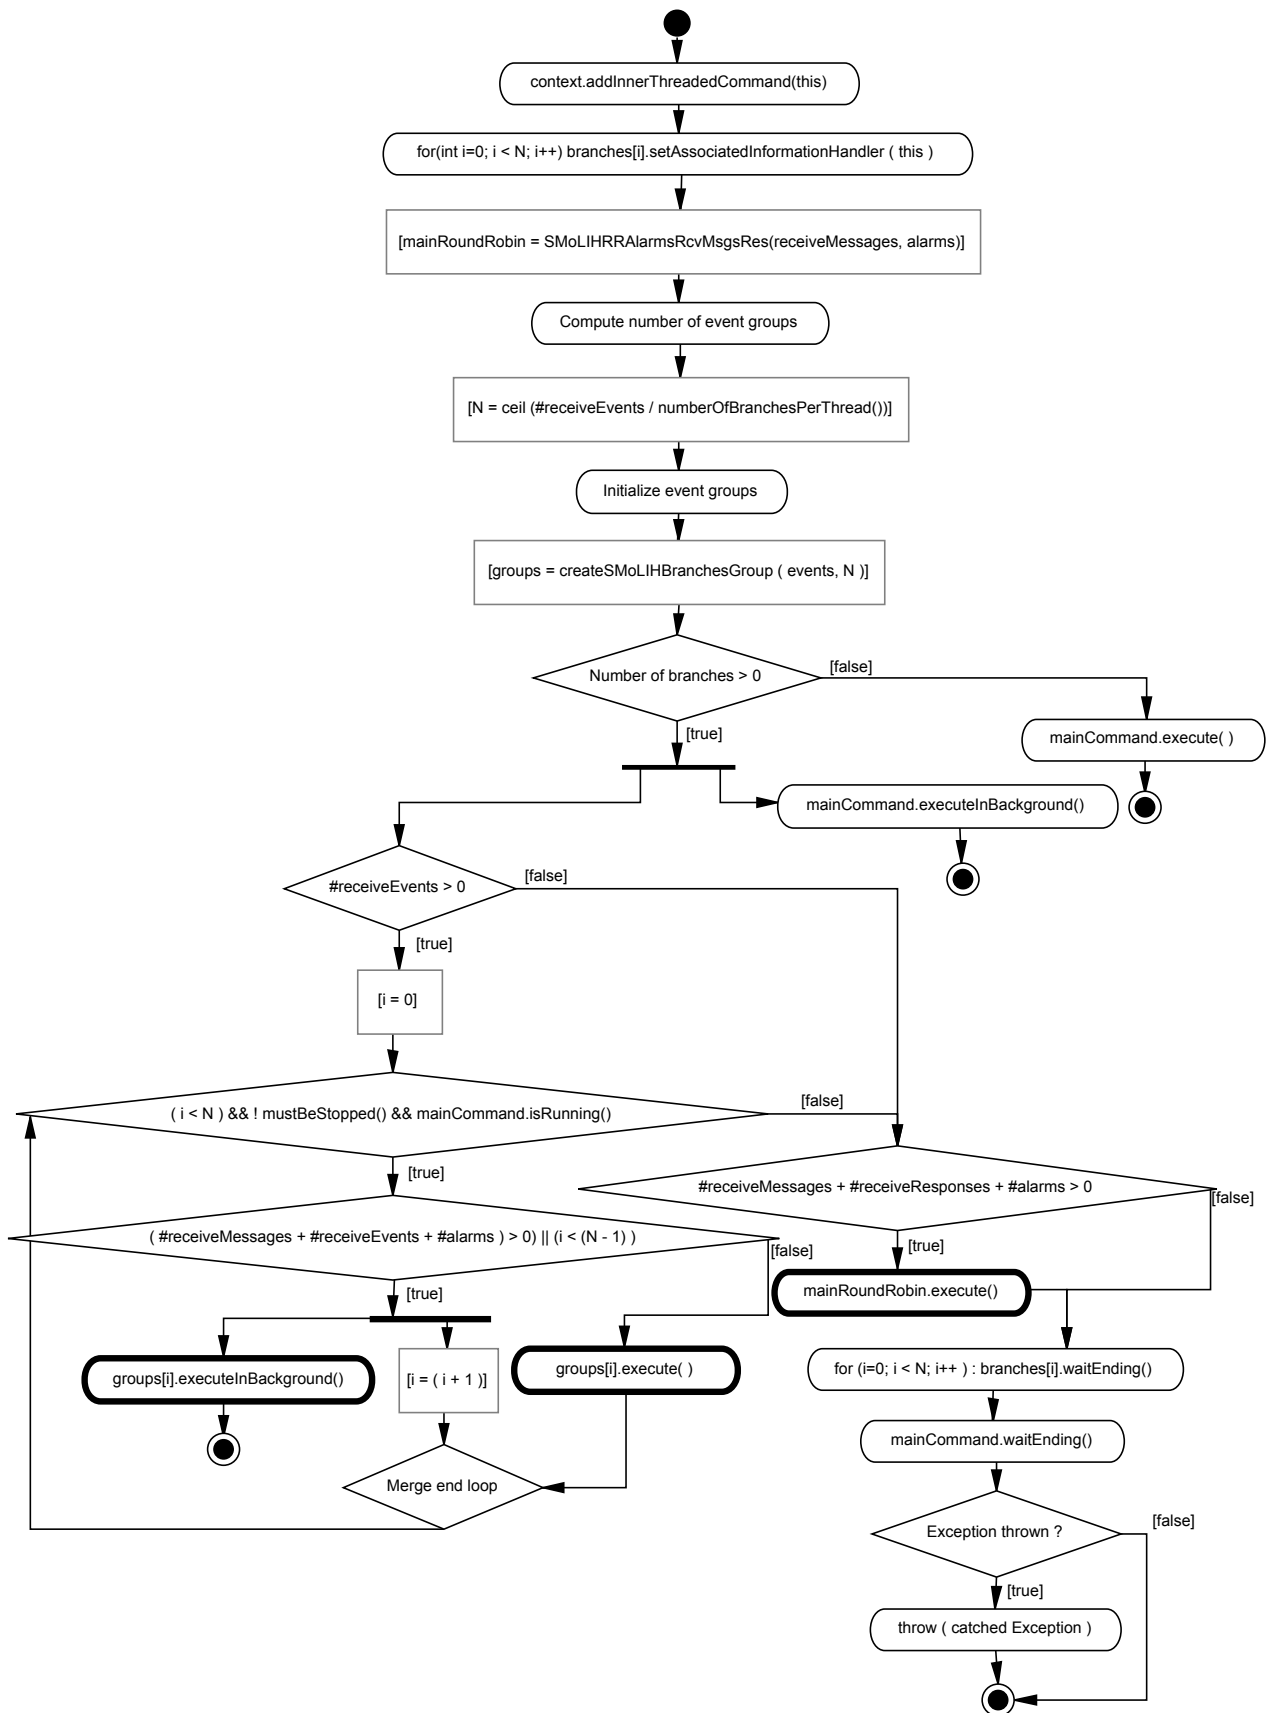 context.addInnerThreadedCommand(this)
for(int i=0; i < N; i++) branches[i].setAssociatedInformationHandler ( this )
[mainRoundRobin = SMoLIHRRAlarmsRcvMsgsRes(receiveMessages, alarms)]
Compute number of event groups
[N = ceil (#receiveEvents / numberOfBranchesPerThread())]
Initialize event groups
[groups = createSMoLIHBranchesGroup ( events, N )]
Number of branches > 0
[false]
[true]
mainCommand.execute( )
mainCommand.executeInBackground()
#receiveEvents > 0
[false]
[true]
[i = 0]
( i < N ) && ! mustBeStopped() && mainCommand.isRunning()
[false]
[true]
#receiveMessages + #receiveResponses + #alarms > 0
[false]
[true]
( #receiveMessages + #receiveEvents + #alarms ) > 0) || (i < (N - 1) )
[false]
[true]
mainRoundRobin.execute()
groups[i].executeInBackground()
[i = ( i + 1 )]
groups[i].execute( )
for (i=0; i < N; i++ ) : branches[i].waitEnding()
mainCommand.waitEnding()
Merge end loop
Exception thrown ?
[false]
[true]
throw ( catched Exception )